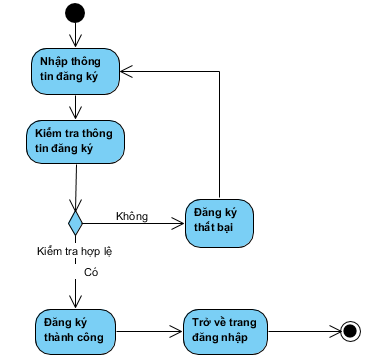 Nhập thông
tin đăng ký
Kiểm tra thông
tin đăng ký
Không
Đăng ký
thất bại
Kiểm tra hợp lệ
Có
Đăng ký
thành công
Trở về trang
đăng nhập